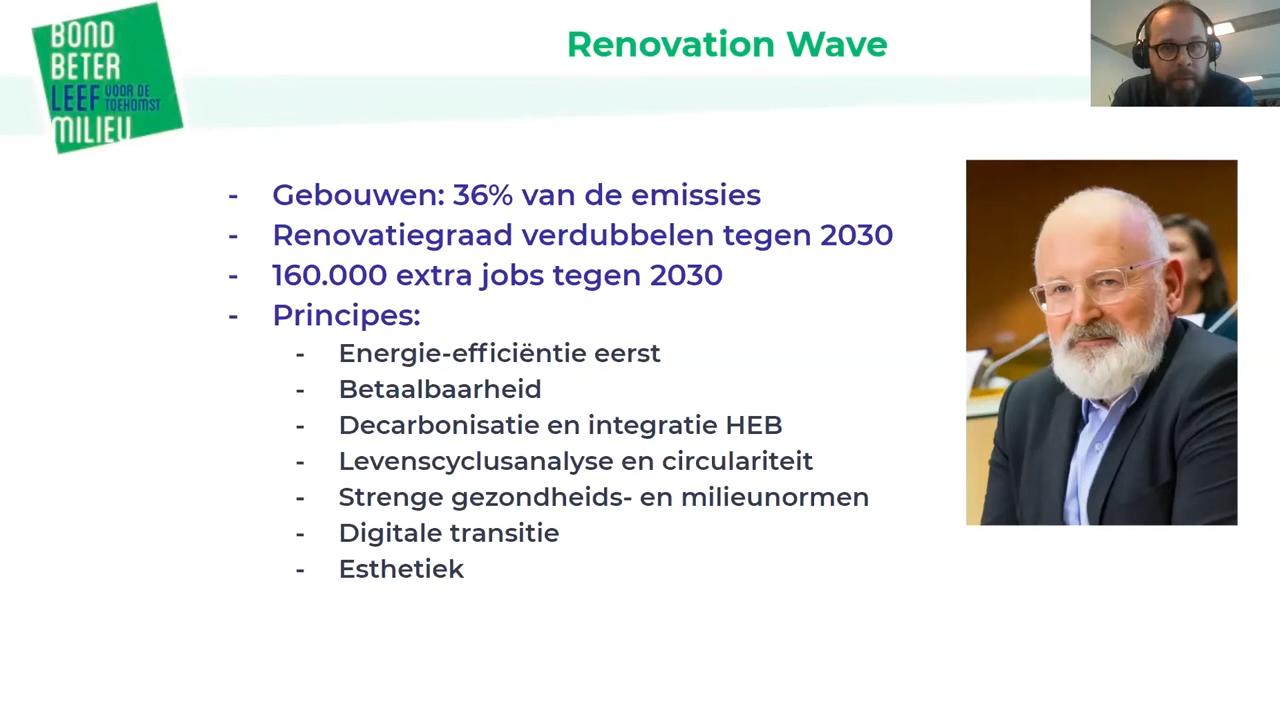 BOND
BETER
LEEF VOOR DE
TOEKOMST
MILIEU
Renovation Wave
- Gebouwen: 36% van de emissies
- Renovatiegraad verdubbelen tegen 2030
- 160.000 extra jobs tegen 2030
- Principes:
- Energie-efficiëntie eerst
- Betaalbaarheid
- Decarbonisatie en integratie HEB
- Levenscyclusanalyse en circulariteit
- Strenge gezondheids- en milieunormen
- Digitale transitie
- Esthetiek